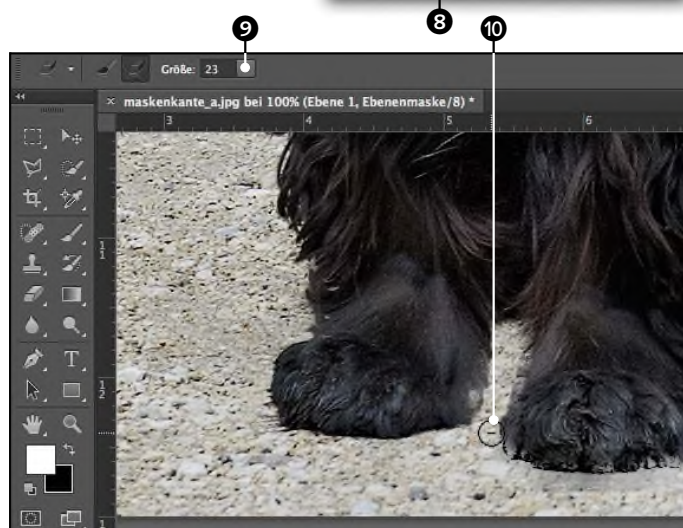 8
9 10
Größe: 23
× maskenkante_a.jpg bei 100% (Ebene 1, Ebenenmaske/8) *
3 4 5 6
T
1
1
1
2
1